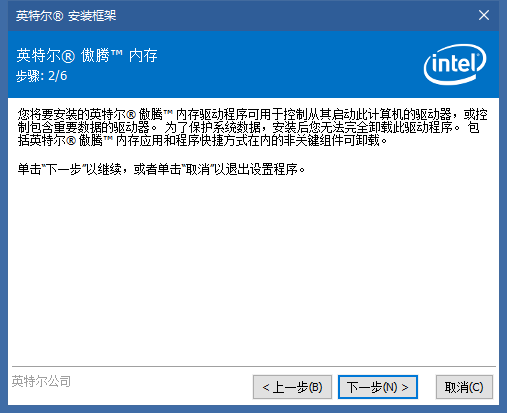 英特尔® 安装框架
英特尔® 傲腾™ 内存
步骤: 2/6
intel
您将要安装的英特尔® 傲腾™ 内存驱动程序可用于控制从其启动此计算机的驱动器，或控
制包含重要数据的驱动器。 为了保护系统数据，安装后您无法完全卸载此驱动程序。 包
括英特尔® 傲腾™ 内存应用和程序快捷方式在内的非关键组件可卸载。
单击“下一步”以继续，或者单击“取消”以退出设置程序。
英特尔公司
< 上一步(B) 下一步(N) > 取消(C)